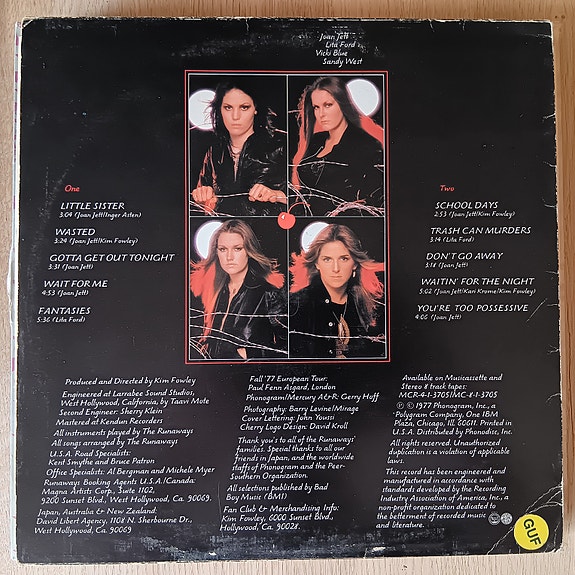 Joan Jett
Lita Ford
Vicki Blue
Sandy West
One
LITTLE SISTER
3:04 (Joan Jett/Inger Asten)
WASTED
3:24 (Joan Jett/Kim Fowley)
GOTTA GET OUT TONIGHT
3:31 (Joan Jett)
WAIT FOR ME
4:53 (Joan Jett)
FANTASIES
5:36 (Lita Ford)
Two
SCHOOL DAYS
2:53 (Joan Jett/Kim Fowley)
TRASH CAN MURDERS
3:14 (Lita Ford)
DON'T GO AWAY
3:14 (Joan Jett)
WAITIN' FOR THE NIGHT
5:02 (Joan Jett/Kari Krome/Kim Fowley)
YOU'RE TOO POSSESSIVE
4:06 (Joan Jett)
Produced and Directed by Kim Fowley
Engineered at Larrabee Sound Studios,
West Hollywood, California, by Taavi Mote
Second Engineer: Sherry Klein
Mastered at Kendun Recorders
All instruments played by The Runaways
All songs arranged by The Runaways
U.S.A. Road Specialists:
Kent Smythe and Bruce Patron
Office Specialists: Al Bergman and Michele Myer
Runaways Booking Agents U.S.A./Canada:
Magna Artists Corp., Suite 1102,
9200 Sunset Blvd., West Hollywood, Ca. 90069.
Japan, Australia & New Zealand:
David Libert Agency, 1108 N. Sherbourne Dr.,
West Hollywood, Ca. 90069
Fall '77 European Tour:
Paul Fenn Asgard, London
Phonogram/Mercury A&R: Gerry Hoff
Photography: Barry Levine/Mirage
Cover Lettering: John Youssi
Cherry Logo Design: David Kroll
Thank you's to all of the Runaways'
families. Special thanks to all our
friends in Japan, and the worldwide
staffs of Phonogram and the Peer-
Southern Organization.
All selections published by Bad
Boy Music (BMI)
Fan Club & Merchandising Info:
Kim Fowley, 6000 Sunset Blvd.,
Hollywood, Ca. 90028.
Available on Musicassette and
Stereo 8 track tapes:
MCR-4-1-3705/MC-8-1-3705
℗ © 1977 Phonogram, Inc., a
Polygram Company, One IBM
Plaza, Chicago, Ill. 60611. Printed in
U.S.A. Distributed by Phonodisc, Inc.
All rights reserved. Unauthorized
duplication is a violation of applicable
laws.
This record has been engineered and
manufactured in accordance with
standards developed by the Recording
Industry Association of America, Inc., a
non-profit organization dedicated to
the betterment of recorded music
and literature.
GUF